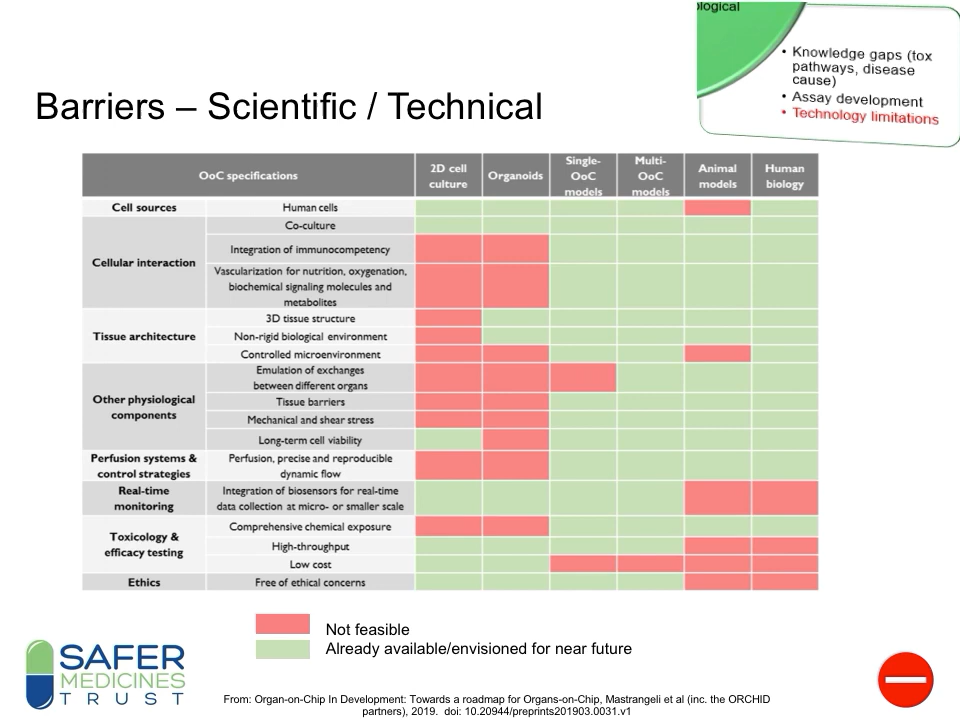 ological
• Knowledge gaps (tox
pathways, disease
cause)
• Assay development
• Technology limitations
Barriers – Scientific / Technical
OoC specifications
2D cell
culture
Organoids
Single-
OoC
models
Multi-
OoC
models
Animal
models
Human
biology
Cell sources
Human cells
Cellular interaction
Co-culture
Integration of immunocompetency
Vascularization for nutrition, oxygenation,
biochemical signaling molecules and
metabolites
Tissue architecture
3D tissue structure
Non-rigid biological environment
Controlled microenvironment
Other physiological
components
Emulation of exchanges
between different organs
Tissue barriers
Mechanical and shear stress
Long-term cell viability
Perfusion systems &
control strategies
Perfusion, precise and reproducible
dynamic flow
Real-time
monitoring
Integration of biosensors for real-time
data collection at micro- or smaller scale
Toxicology &
efficacy testing
Comprehensive chemical exposure
High-throughput
Low cost
Ethics
Free of ethical concerns
Not feasible
Already available/envisioned for near future
SAFER
MEDICINES
TRUST
From: Organ-on-Chip In Development: Towards a roadmap for Organs-on-Chip, Mastrangeli et al (inc. the ORCHID
partners), 2019. doi: 10.20944/preprints201903.0031.v1